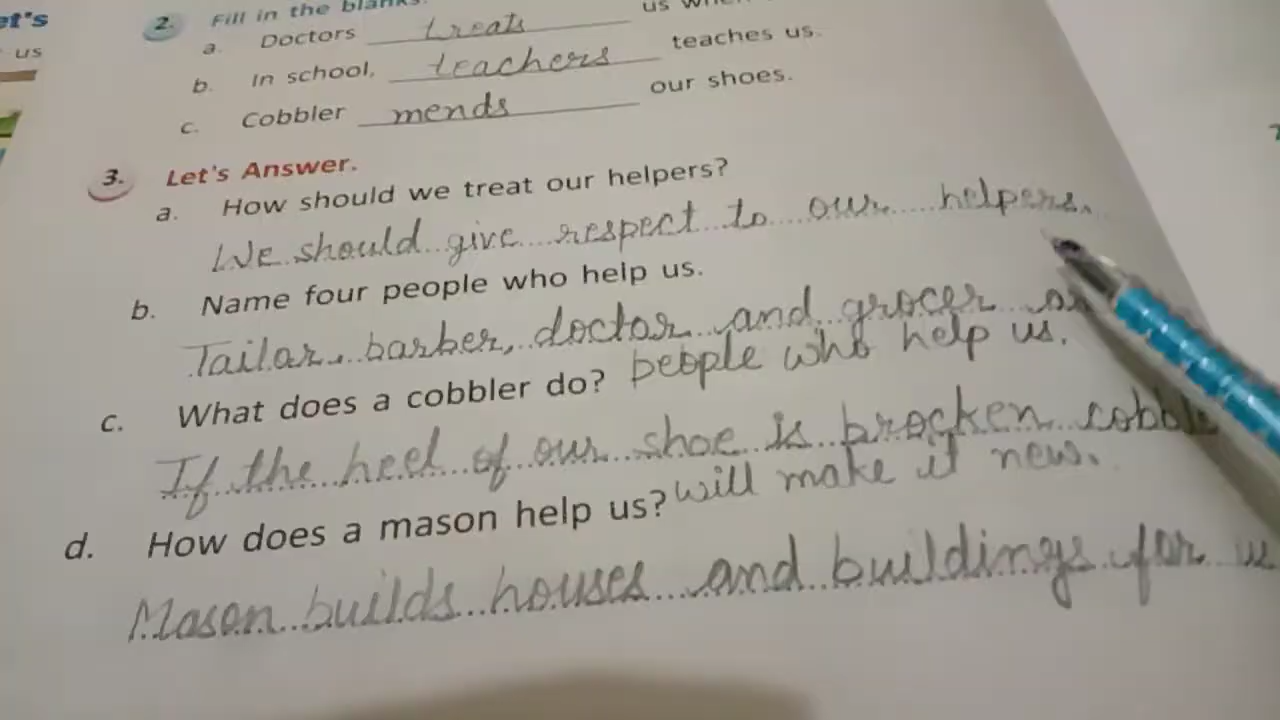 et's
us
2. Fill in the blanks.
a. Doctors treats us when
b. In school, teachers teaches us.
c. Cobbler mends our shoes.
3. Let's Answer.
a. How should we treat our helpers?
We should give respect to our helpers.
b. Name four people who help us.
Tailar, barber, doctor and grocer
people who help us.
c. What does a cobbler do?
If the heel of our shoe is brocken cobble
will make it new.
d. How does a mason help us?
Mason builds houses and buildings for us